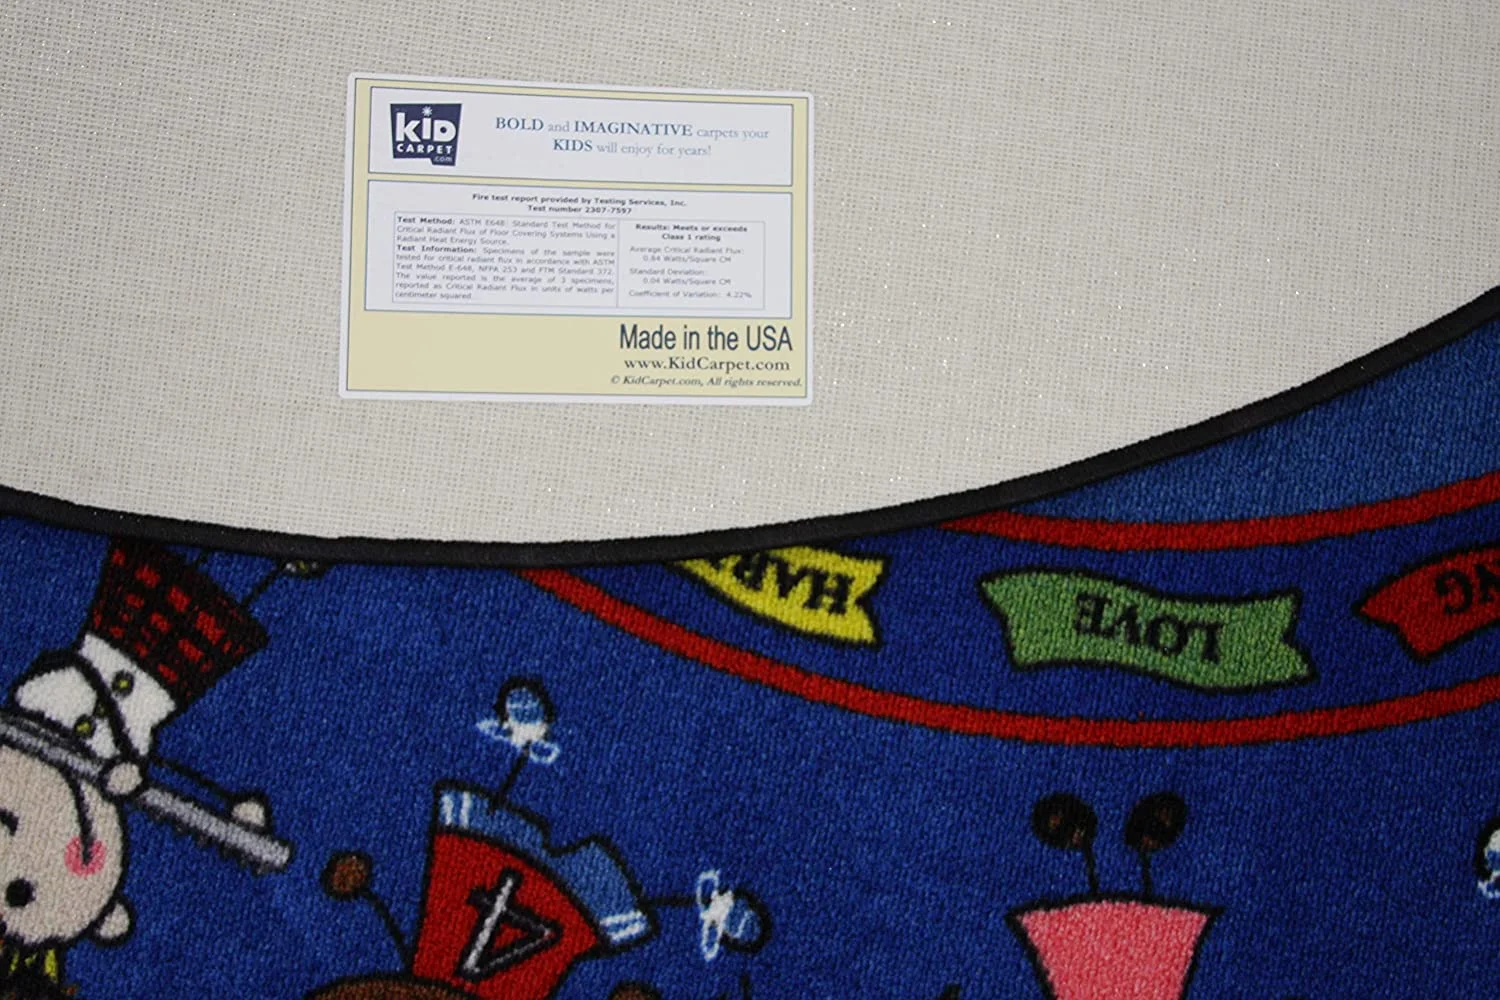 kid
CARPET
.com
BOLD and IMAGINATIVE carpets your
KIDS will enjoy for years!
Fire test report provided by Testing Services, Inc.
Test number 2307-7597
Test Method: ASTM E648: Standard Test Method for
Critical Radiant Flux of Floor Covering Systems Using a
Radiant Heat Energy Source.
Test Information: Specimens of the sample were
tested for critical radiant flux in accordance with ASTM
Test Method E-648, NFPA 253 and FTM Standard 372.
The value reported is the average of 3 specimens,
reported as Critical Radiant Flux in units of watts per
centimeter squared.
Results: Meets or exceeds
Class 1 rating
Average Critical Radiant Flux:
0.84 Watts/Square CM
Standard Deviation:
0.04 Watts/Square CM
Coefficient of Variation: 4.22%
Made in the USA
www.KidCarpet.com
© KidCarpet.com, All rights reserved.
LOVE
4